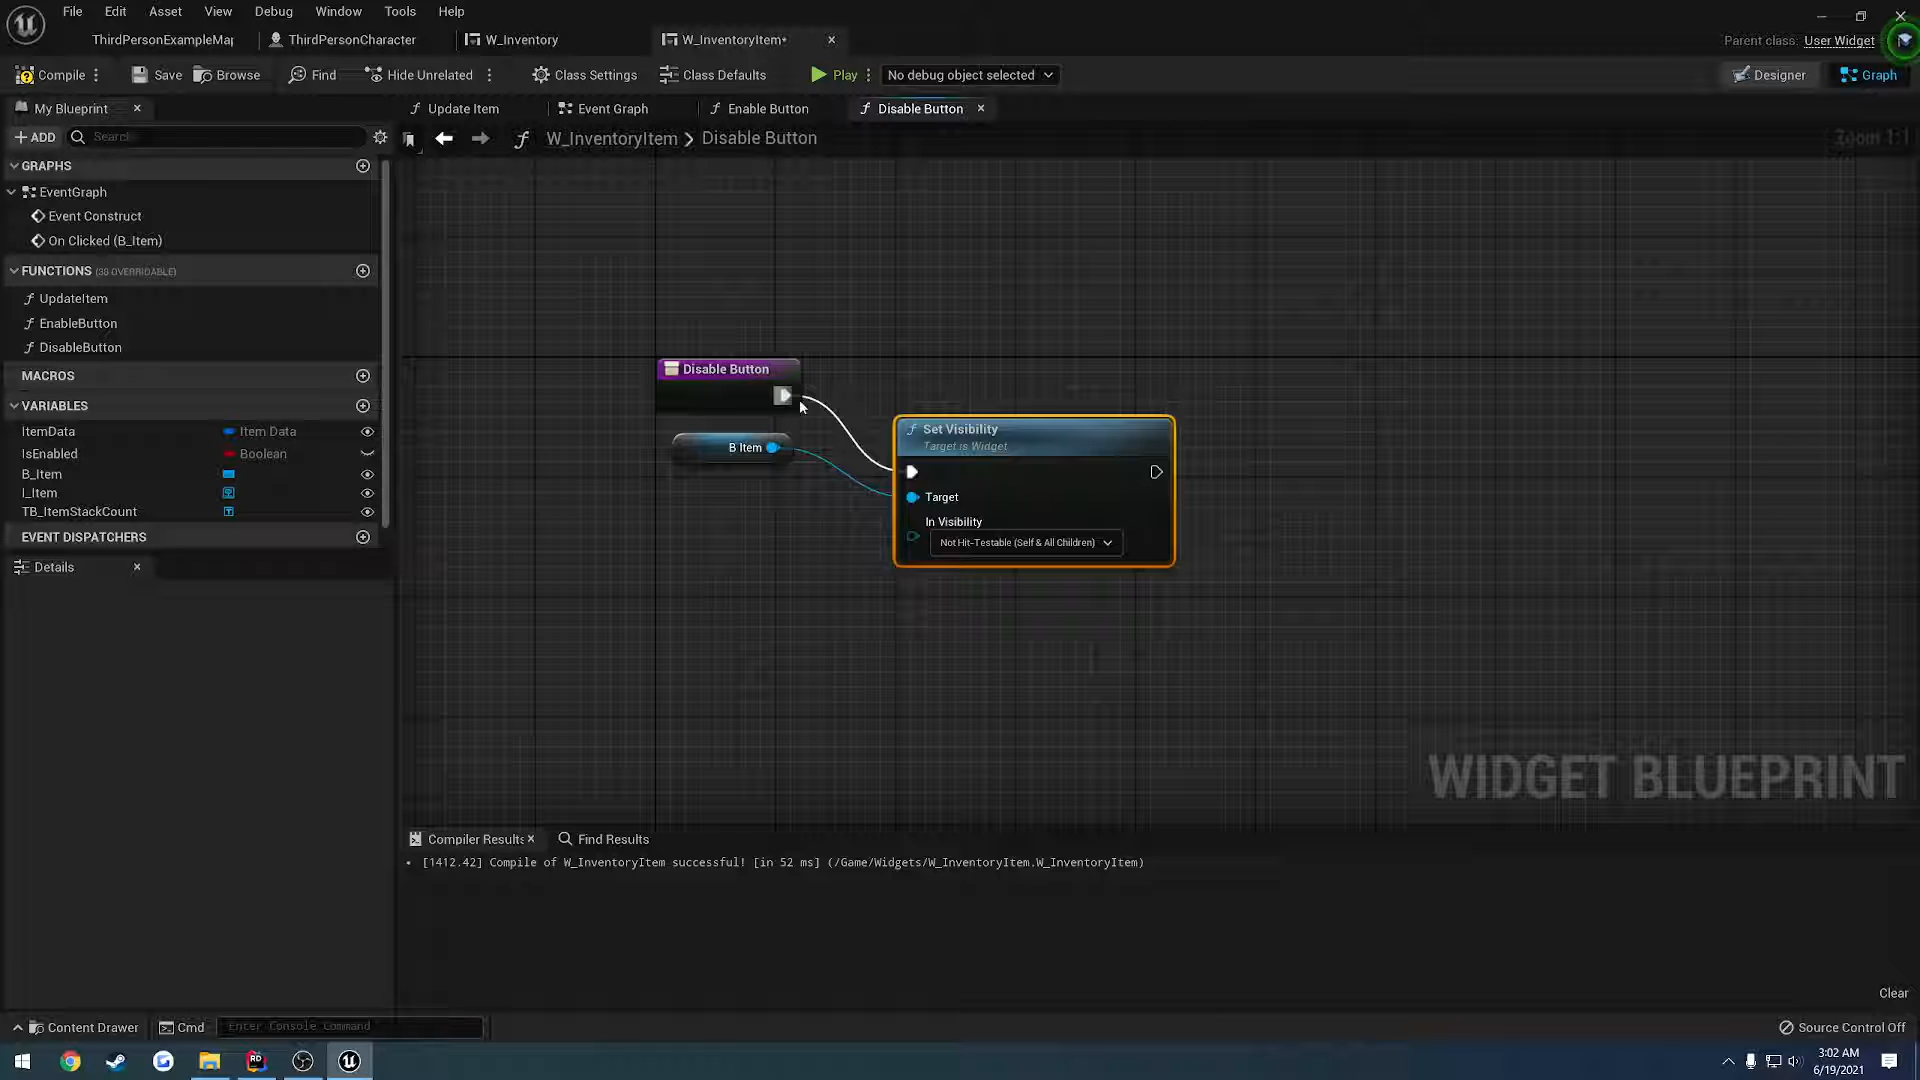 File Edit Asset View Debug Window Tools Help
ThirdPersonExampleMap ThirdPersonCharacter W_Inventory W_InventoryItem*
Parent class: User Widget
Compile Save Browse Find Hide Unrelated Class Settings Class Defaults Play No debug object selected Designer Graph
My Blueprint Update Item Event Graph Enable Button Disable Button
ADD Search W_InventoryItem > Disable Button Zoom 1:1
GRAPHS
EventGraph
Event Construct
On Clicked (B_Item)
FUNCTIONS (38 OVERRIDABLE)
UpdateItem
EnableButton
DisableButton
MACROS
VARIABLES
ItemData Item Data
IsEnabled Boolean
B_Item
I_Item
TB_ItemStackCount
EVENT DISPATCHERS
Details
Disable Button
B Item
Set Visibility
Target is Widget
Target
In Visibility
Not Hit-Testable (Self & All Children)
WIDGET BLUEPRINT
Compiler Results Find Results
[1412.42] Compile of W_InventoryItem successful! [in 52 ms] (/Game/Widgets/W_InventoryItem.W_InventoryItem)
Clear
Content Drawer Cmd Enter Console Command Source Control Off
RD
3:02 AM
6/19/2021